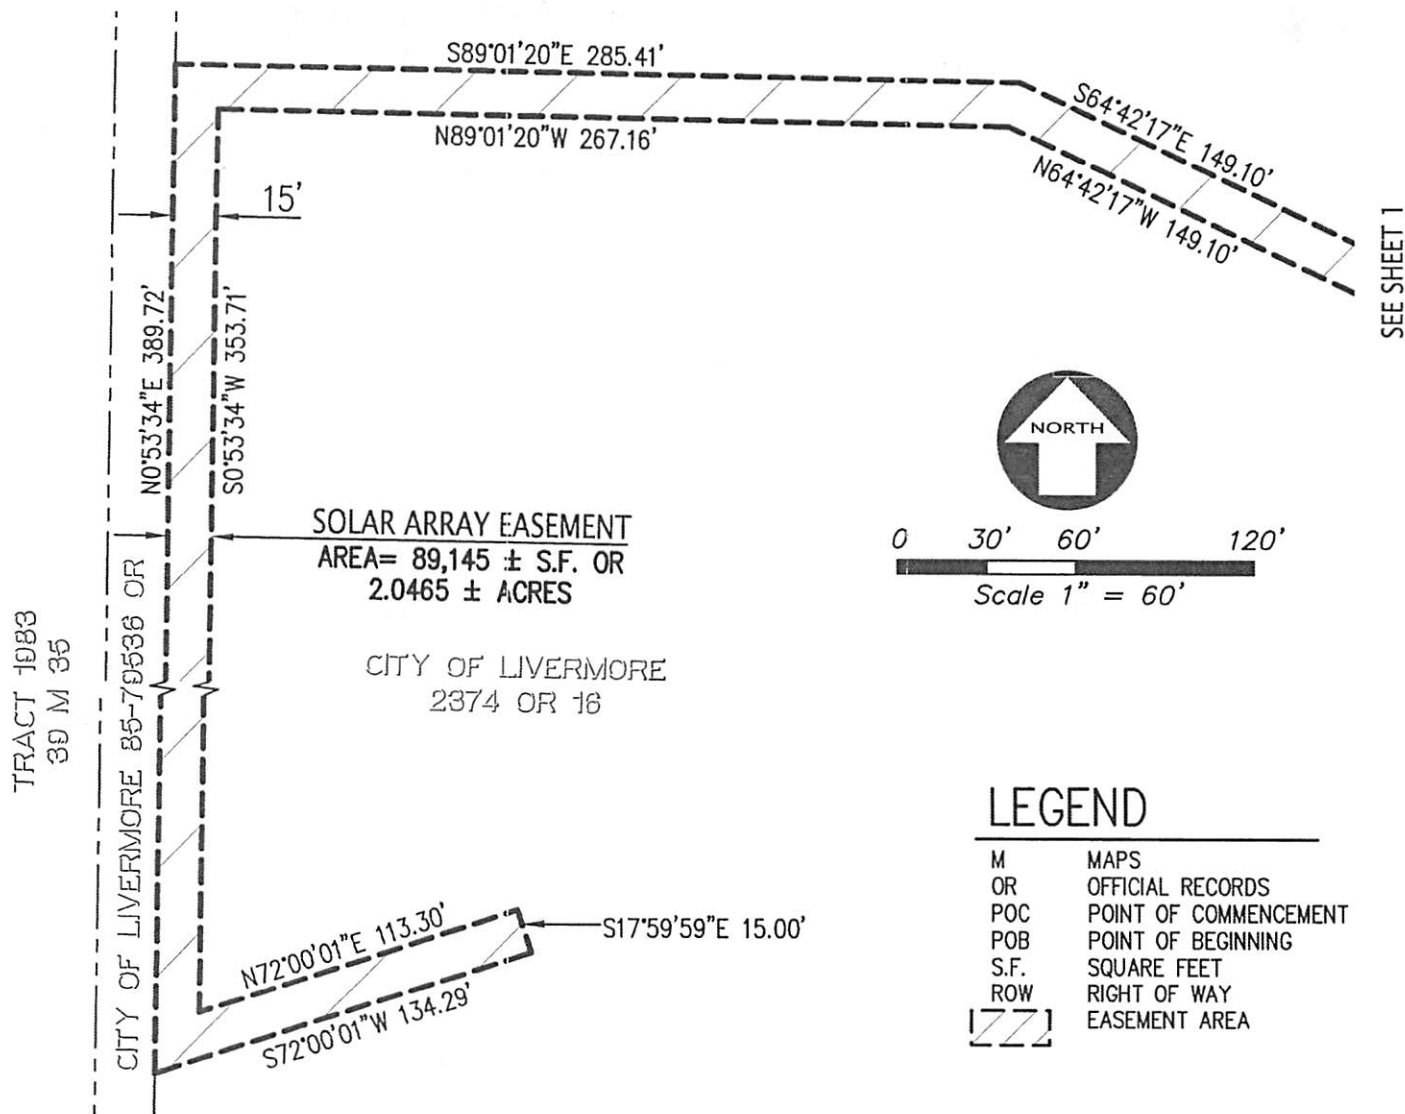 S89°01'20"E 285.41'
N89°01'20"W 267.16'
S64°42'17"E 149.10'
N64°42'17"W 149.10'
SEE SHEET 1
15'
N0°53'34"E 389.72'
S0°53'34"W 353.71'
NORTH
SOLAR ARRAY EASEMENT
AREA= 89,145 ± S.F. OR
2.0465 ± ACRES
0 30' 60' 120'
Scale 1" = 60'
TRACT 1983
39 M 35
CITY OF LIVERMORE 85-79536 OR
CITY OF LIVERMORE
2374 OR 16
N72°00'01"E 113.30'
S17°59'59"E 15.00'
S72°00'01"W 134.29'
LEGEND
M MAPS
OR OFFICIAL RECORDS
POC POINT OF COMMENCEMENT
POB POINT OF BEGINNING
S.F. SQUARE FEET
ROW RIGHT OF WAY
EASEMENT AREA